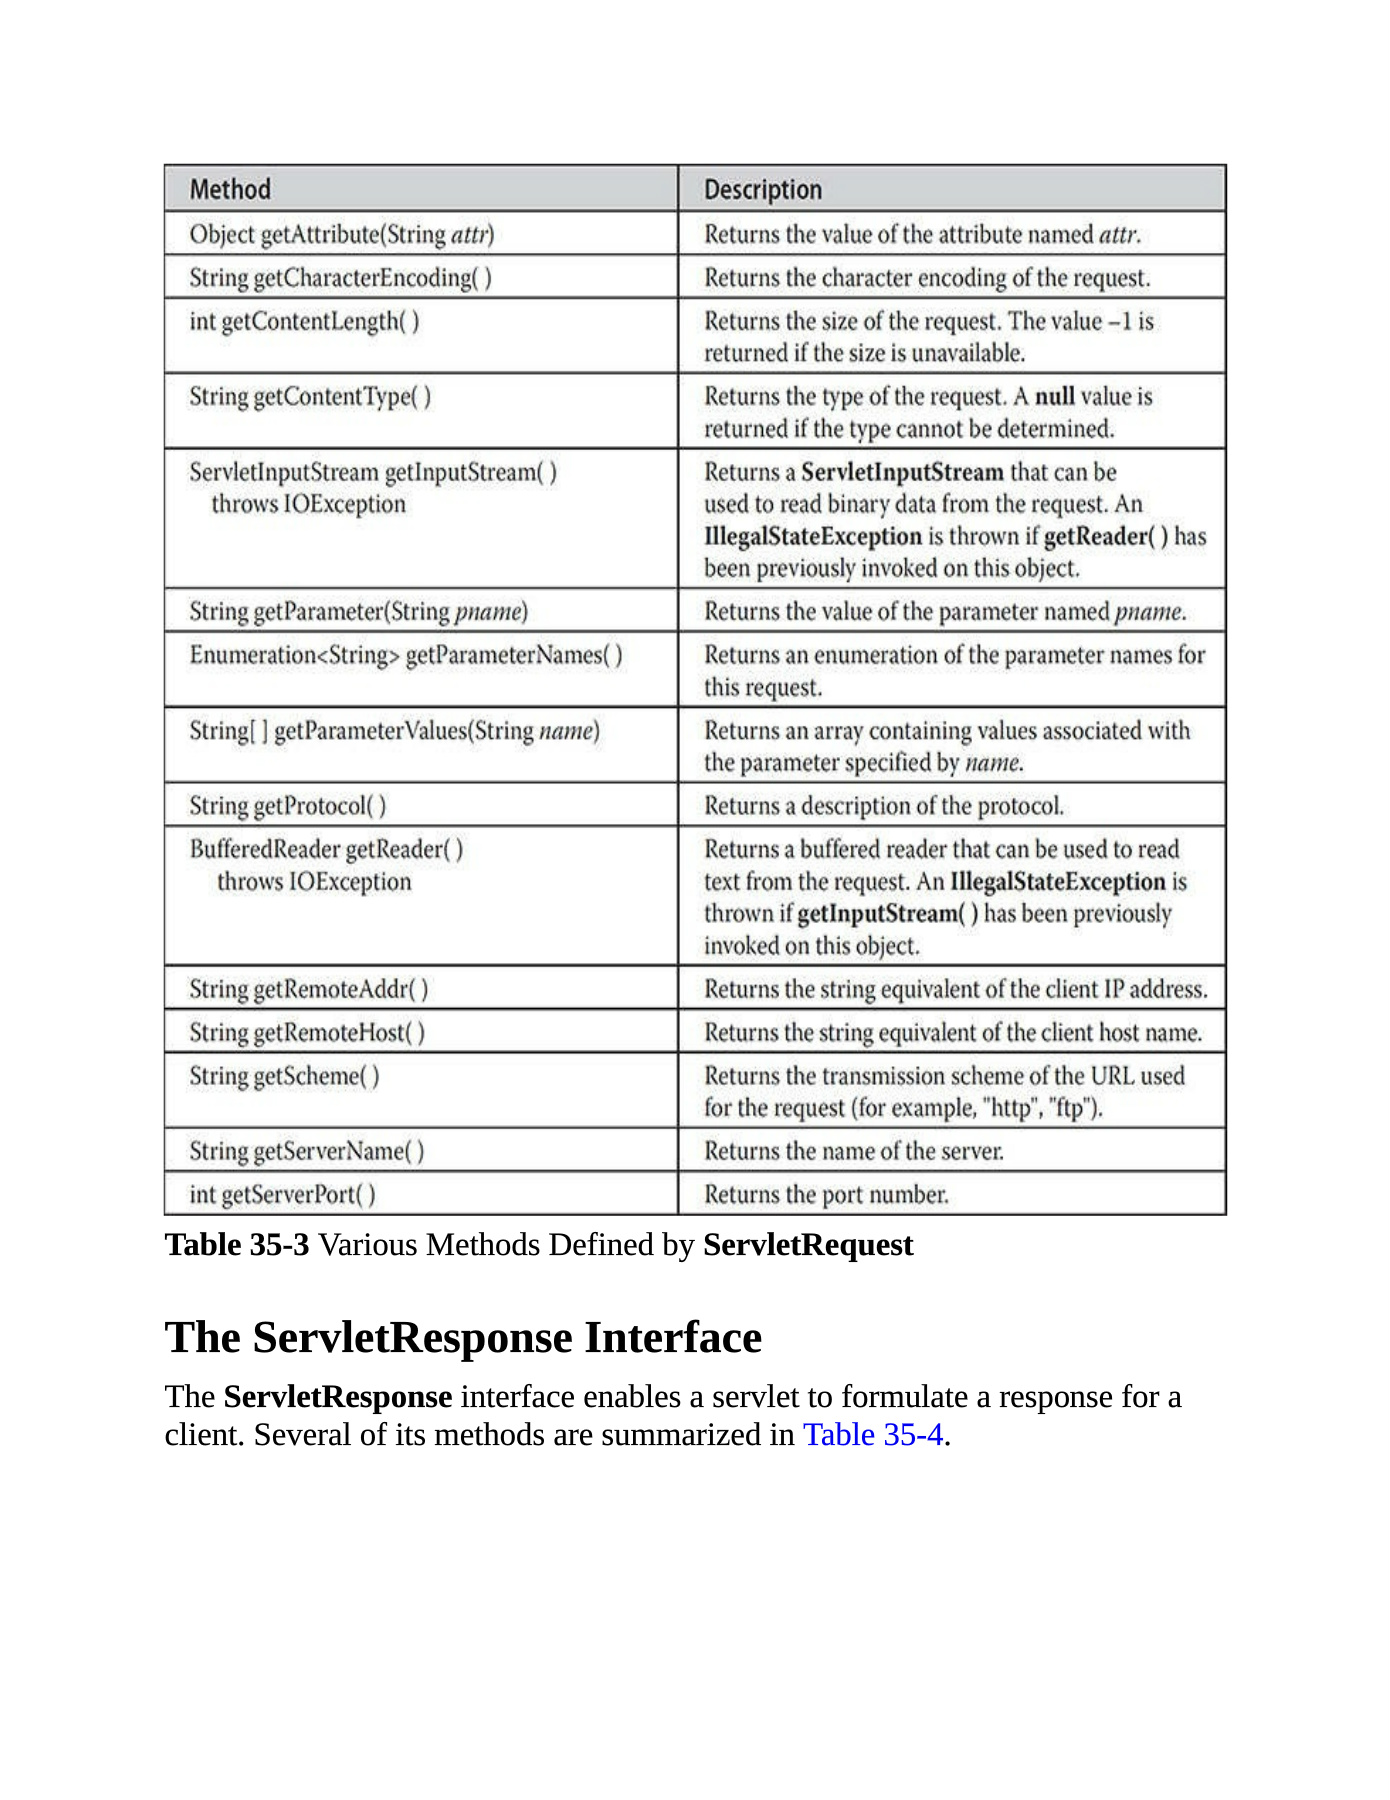 Method Description
Object getAttribute(String attr) Returns the value of the attribute named attr.
String getCharacterEncoding( ) Returns the character encoding of the request.
int getContentLength( ) Returns the size of the request. The value –1 is
returned if the size is unavailable.
String getContentType( ) Returns the type of the request. A null value is
returned if the type cannot be determined.
ServletInputStream getInputStream( ) Returns a ServletInputStream that can be
throws IOException used to read binary data from the request. An
IllegalStateException is thrown if getReader( ) has
been previously invoked on this object.
String getParameter(String pname) Returns the value of the parameter named pname.
Enumeration<String> getParameterNames( ) Returns an enumeration of the parameter names for
this request.
String[ ] getParameterValues(String name) Returns an array containing values associated with
the parameter specified by name.
String getProtocol( ) Returns a description of the protocol.
BufferedReader getReader( ) Returns a buffered reader that can be used to read
throws IOException text from the request. An IllegalStateException is
thrown if getInputStream( ) has been previously
invoked on this object.
String getRemoteAddr( ) Returns the string equivalent of the client IP address.
String getRemoteHost( ) Returns the string equivalent of the client host name.
String getScheme( ) Returns the transmission scheme of the URL used
for the request (for example, "http", "ftp").
String getServerName( ) Returns the name of the server.
int getServerPort( ) Returns the port number.
Table 35-3 Various Methods Defined by ServletRequest
The ServletResponse Interface
The ServletResponse interface enables a servlet to formulate a response for a
client. Several of its methods are summarized in Table 35-4.